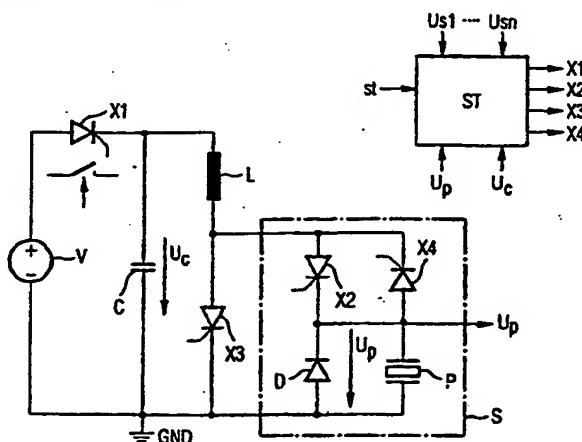 Us1 ···· Usn
st
ST
X1
X2
X3
X4
Up
Uc
X1
L
V
+
-
C
Uc
X3
X2
X4
Up
D
Up
P
S
GND